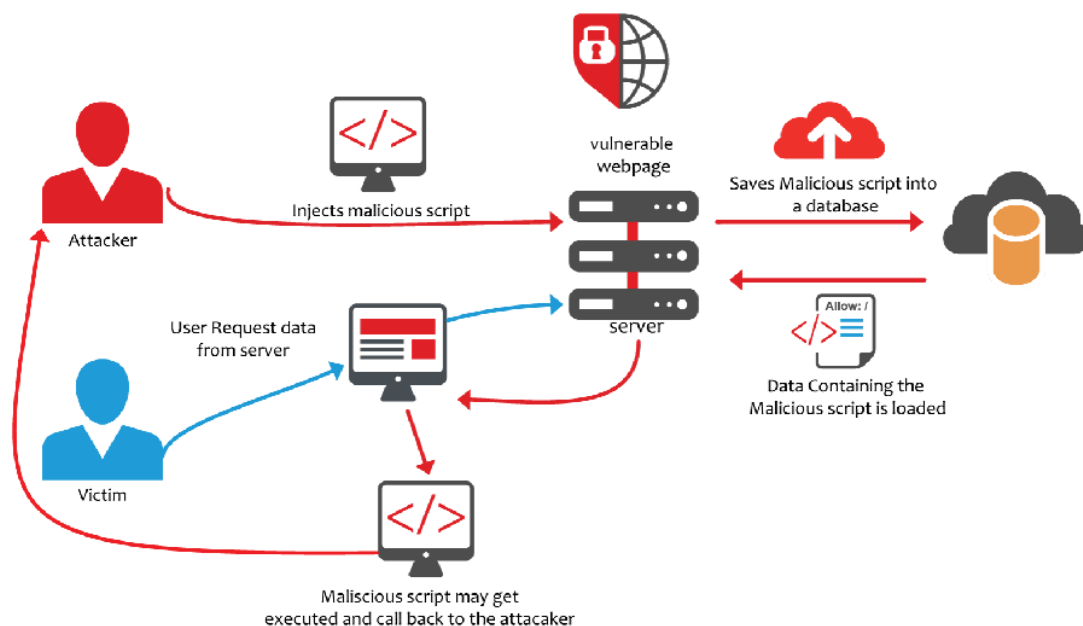 vulnerable
webpage
Saves Malicious script into
a database
Injects malicious script
Attacker
server
Allow: /
User Request data
from server
Data Containing the
Malicious script is loaded
Victim
Maliscious script may get
executed and call back to the attacaker